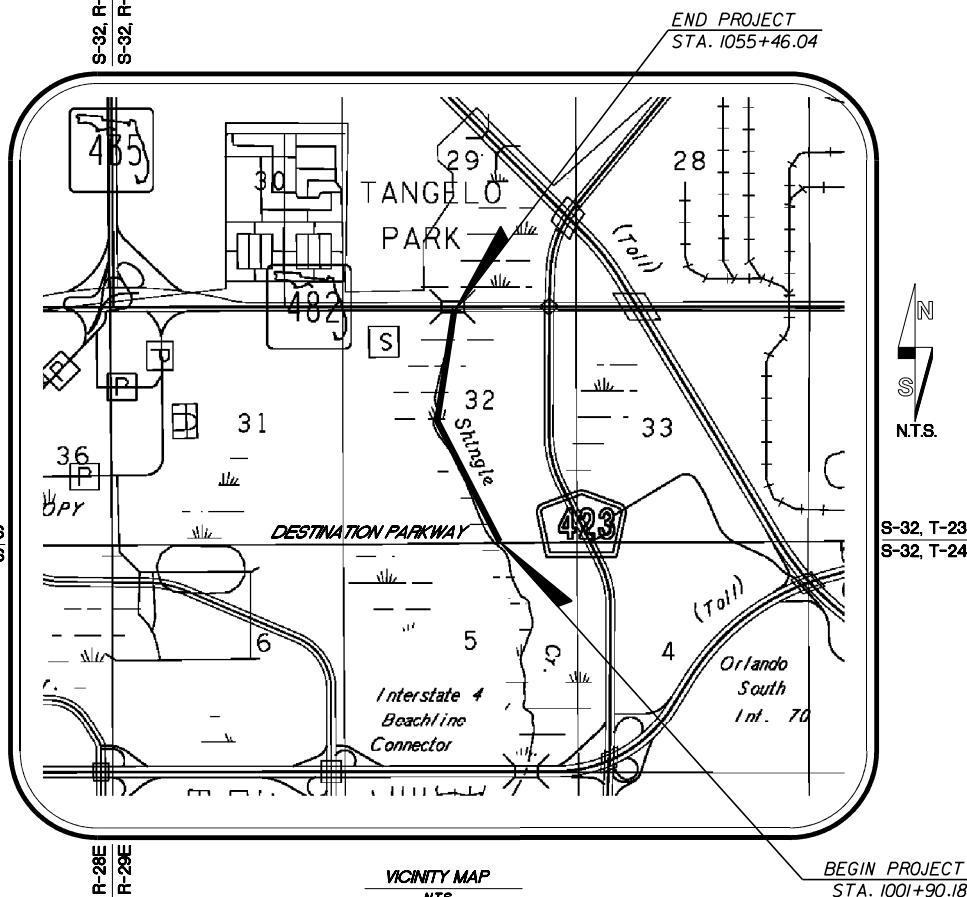 END PROJECT
STA. 1055+46.04
S-32, R-
S-32, R-
435
30
29
28
TANGELO
PARK
(Toll)
482
S
N
S
N.T.S.
P
P
P
31
32
33
36
P
OPY
Shingle
423
DESTINATION PARKWAY
S-32, T-23
S-32, T-24
(Toll)
6
5
4
Cr.
Orlando
South
Int. 70
Interstate 4
Beachline
Connector
R-28E
R-29E
VICINITY MAP
N.T.S.
BEGIN PROJECT
STA. 1001+90.18